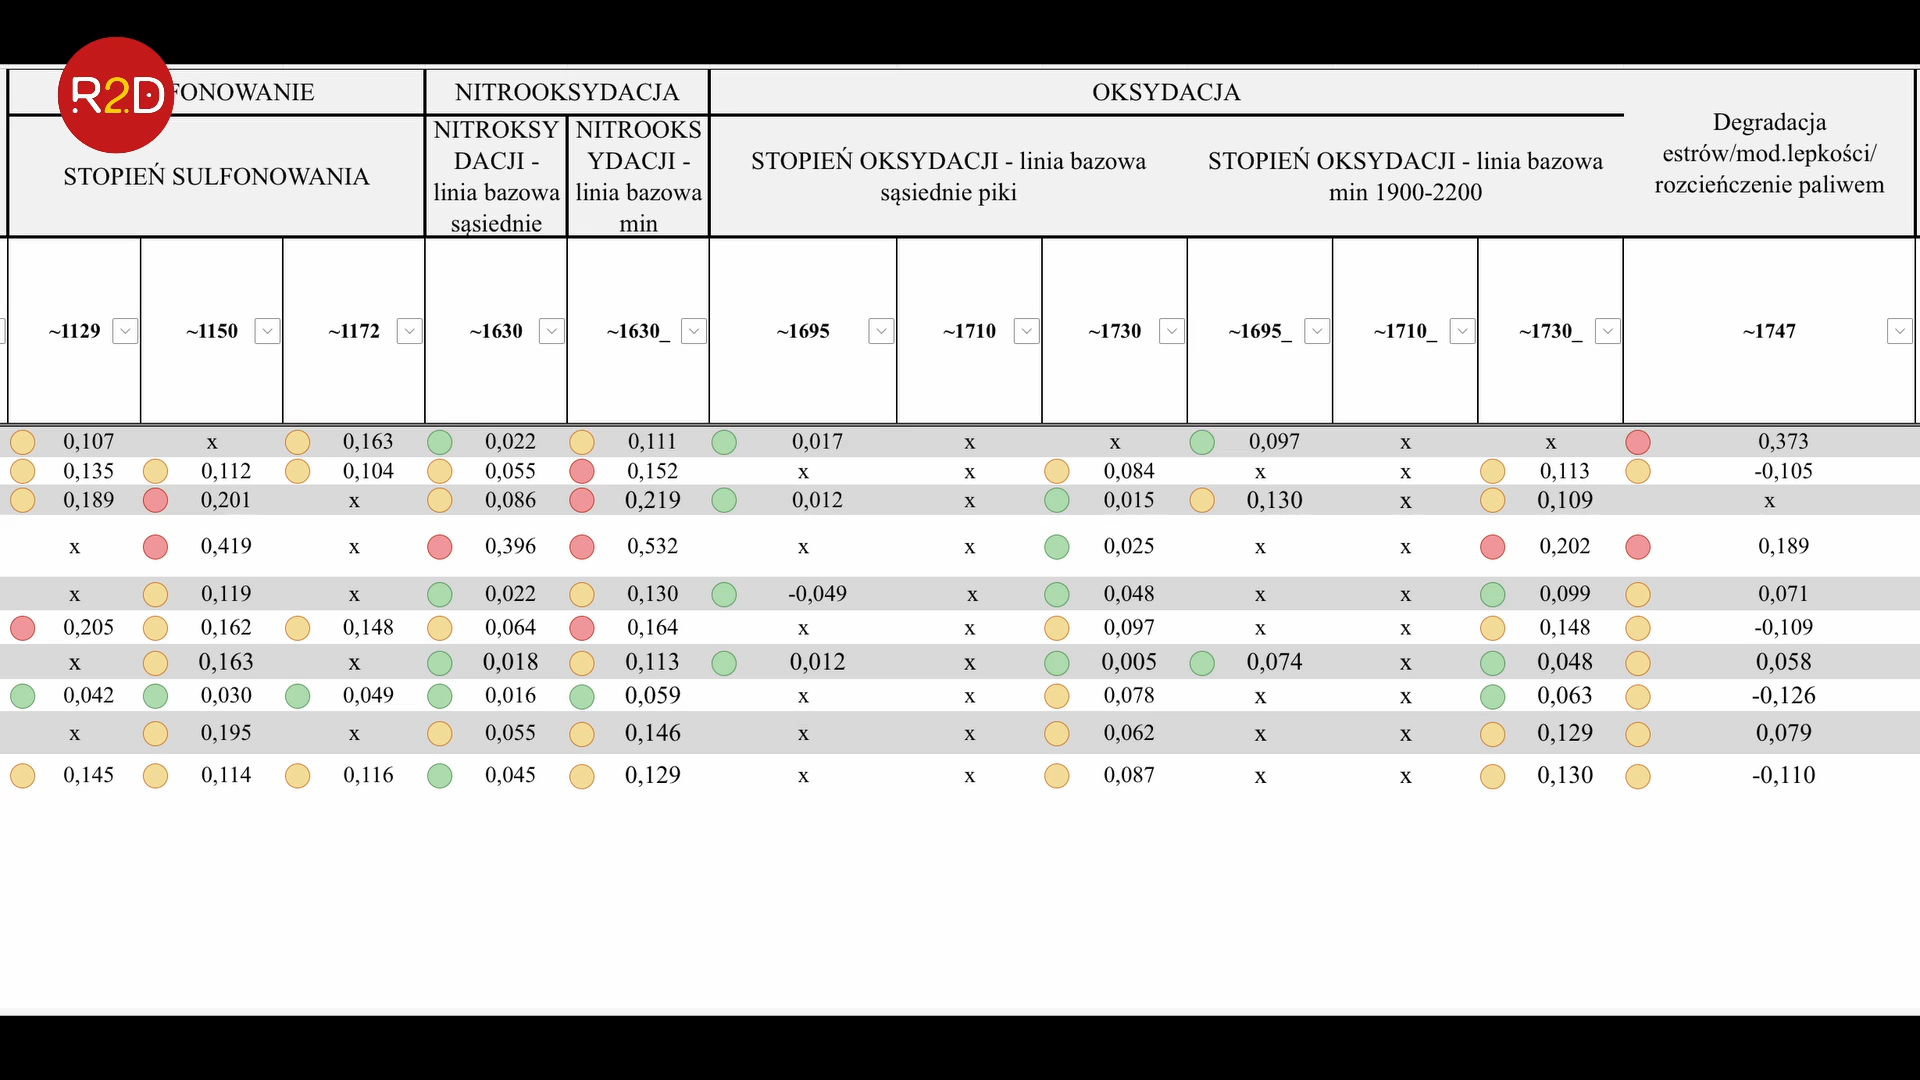 R2D
FONOWANIE NITROOKSYDACJA OKSYDACJA
STOPIEŃ SULFONOWANIA
NITROKSY
DACJI -
linia bazowa
sąsiednie
NITROOKS
YDACJI -
linia bazowa
min
STOPIEŃ OKSYDACJI - linia bazowa
sąsiednie piki
STOPIEŃ OKSYDACJI - linia bazowa
min 1900-2200
Degradacja
estrów/mod.lepkości/
rozcieńczenie paliwem
~1129 ~1150 ~1172 ~1630 ~1630_ ~1695 ~1710 ~1730 ~1695_ ~1710_ ~1730_ ~1747
0,107 x 0,163 0,022 0,111 0,017 x x 0,097 x x 0,373
0,135 0,112 0,104 0,055 0,152 x x 0,084 x x 0,113 -0,105
0,189 0,201 x 0,086 0,219 0,012 x 0,015 0,130 x 0,109 x
x 0,419 x 0,396 0,532 x x 0,025 x x 0,202 0,189
x 0,119 x 0,022 0,130 -0,049 x 0,048 x x 0,099 0,071
0,205 0,162 0,148 0,064 0,164 x x 0,097 x x 0,148 -0,109
x 0,163 x 0,018 0,113 0,012 x 0,005 0,074 x 0,048 0,058
0,042 0,030 0,049 0,016 0,059 x x 0,078 x x 0,063 -0,126
x 0,195 x 0,055 0,146 x x 0,062 x x 0,129 0,079
0,145 0,114 0,116 0,045 0,129 x x 0,087 x x 0,130 -0,110